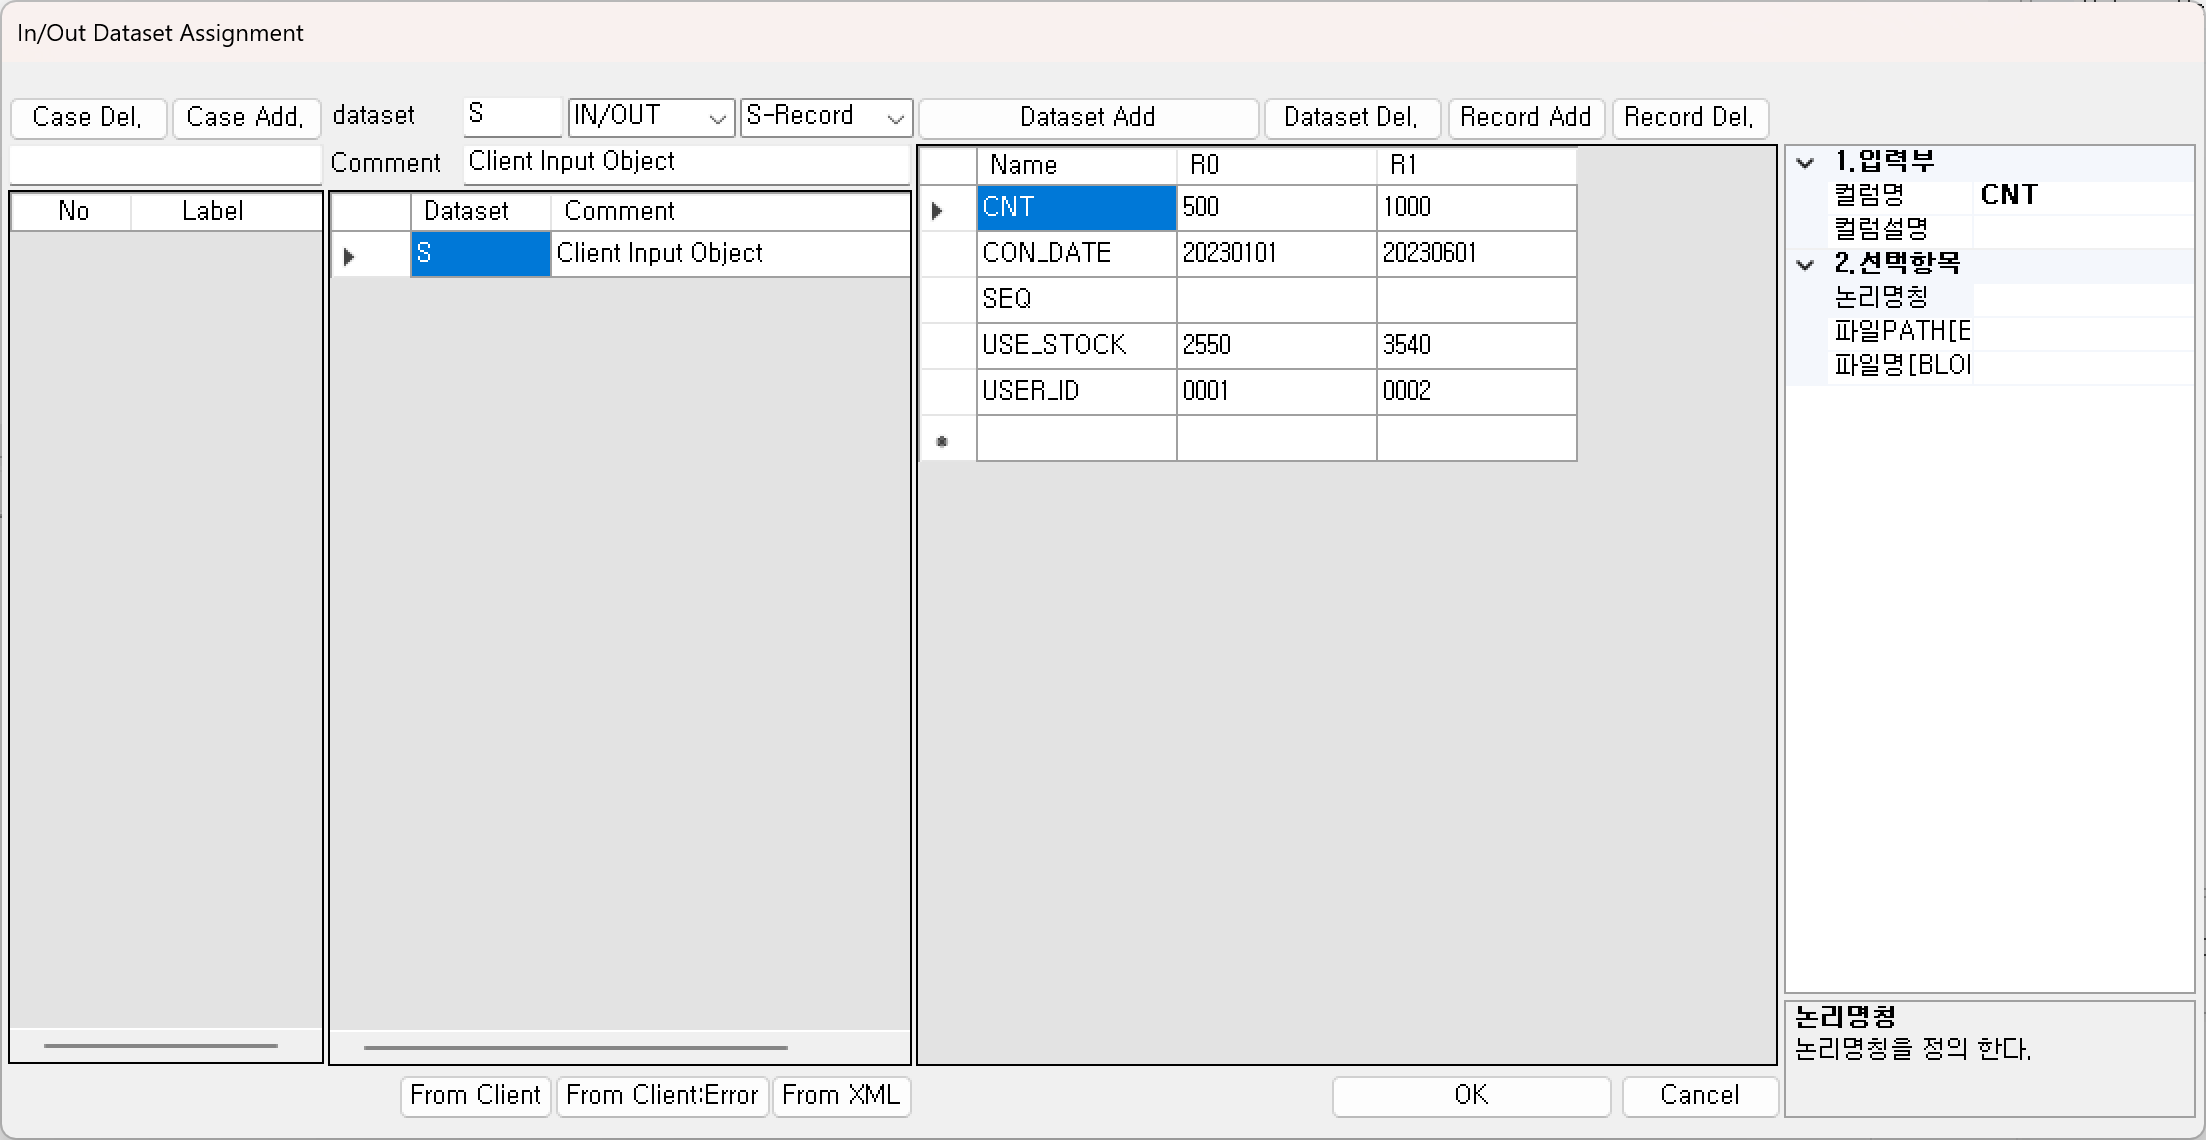 In/Out Dataset Assignment
Case Del. Case Add. dataset S IN/OUT S-Record Dataset Add Dataset Del. Record Add Record Del.
Comment Client Input Object
No Label
Dataset Comment
S Client Input Object
Name R0 R1
CNT 500 1000
CON_DATE 20230101 20230601
SEQ
USE_STOCK 2550 3540
USER_ID 0001 0002
1.입력부
컬럼명 CNT
컬럼설명
2.선택항목
논리명칭
파일PATH[B
파일명[BLOB
논리명칭
논리명칭을 정의 한다.
From Client From Client:Error From XML OK Cancel